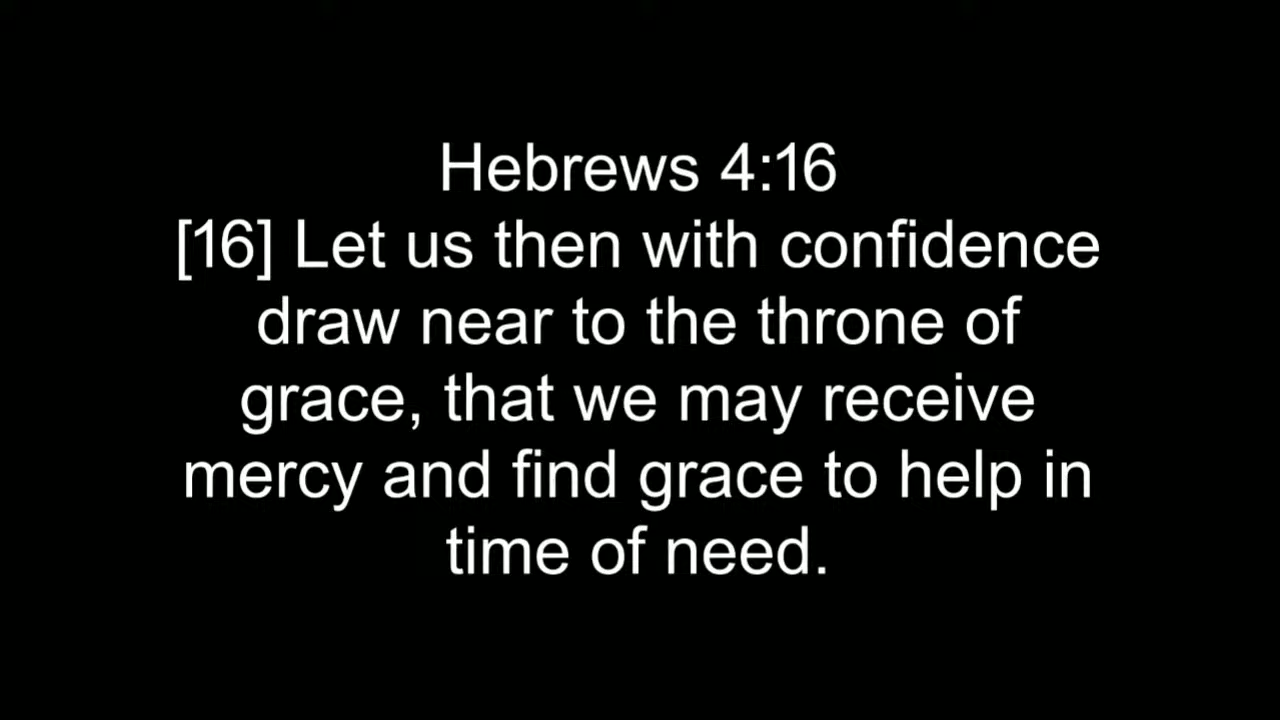 Hebrews 4:16
[16] Let us then with confidence
draw near to the throne of
grace, that we may receive
mercy and find grace to help in
time of need.